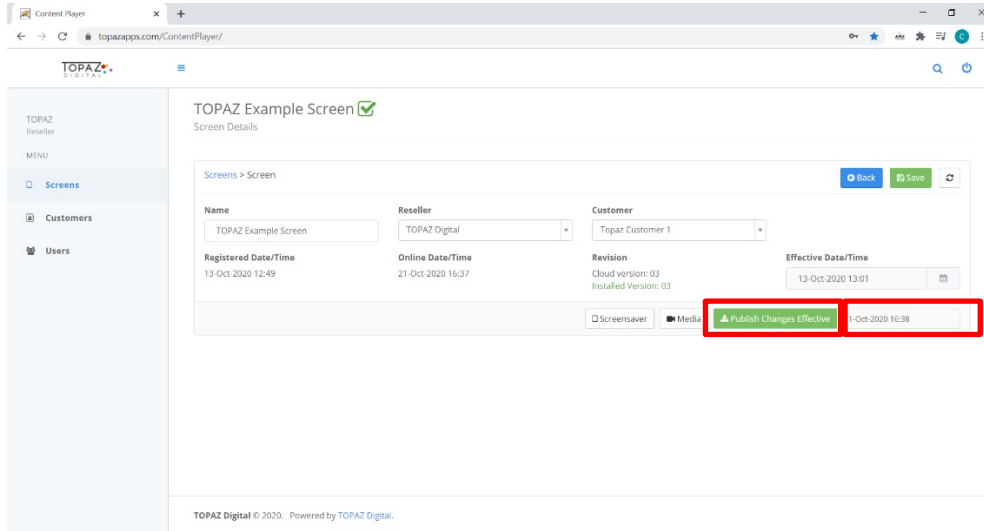 Content Player
topazapps.com/ContentPlayer/
C
TOPAZ
DIGITAL
TOPAZ
Reseller
MENU
Screens
Customers
Users
TOPAZ Example Screen
Screen Details
Screens > Screen
Back
Save
Name
Reseller
Customer
TOPAZ Example Screen
TOPAZ Digital
Topaz Customer 1
Registered Date/Time
Online Date/Time
Revision
Effective Date/Time
13-Oct-2020 12:49
21-Oct-2020 16:37
Cloud version: 03
13-Oct-2020 13:01
Installed Version: 03
Screensaver
Media
Publish Changes Effective
1-Oct-2020 16:38
TOPAZ Digital © 2020. Powered by TOPAZ Digital.